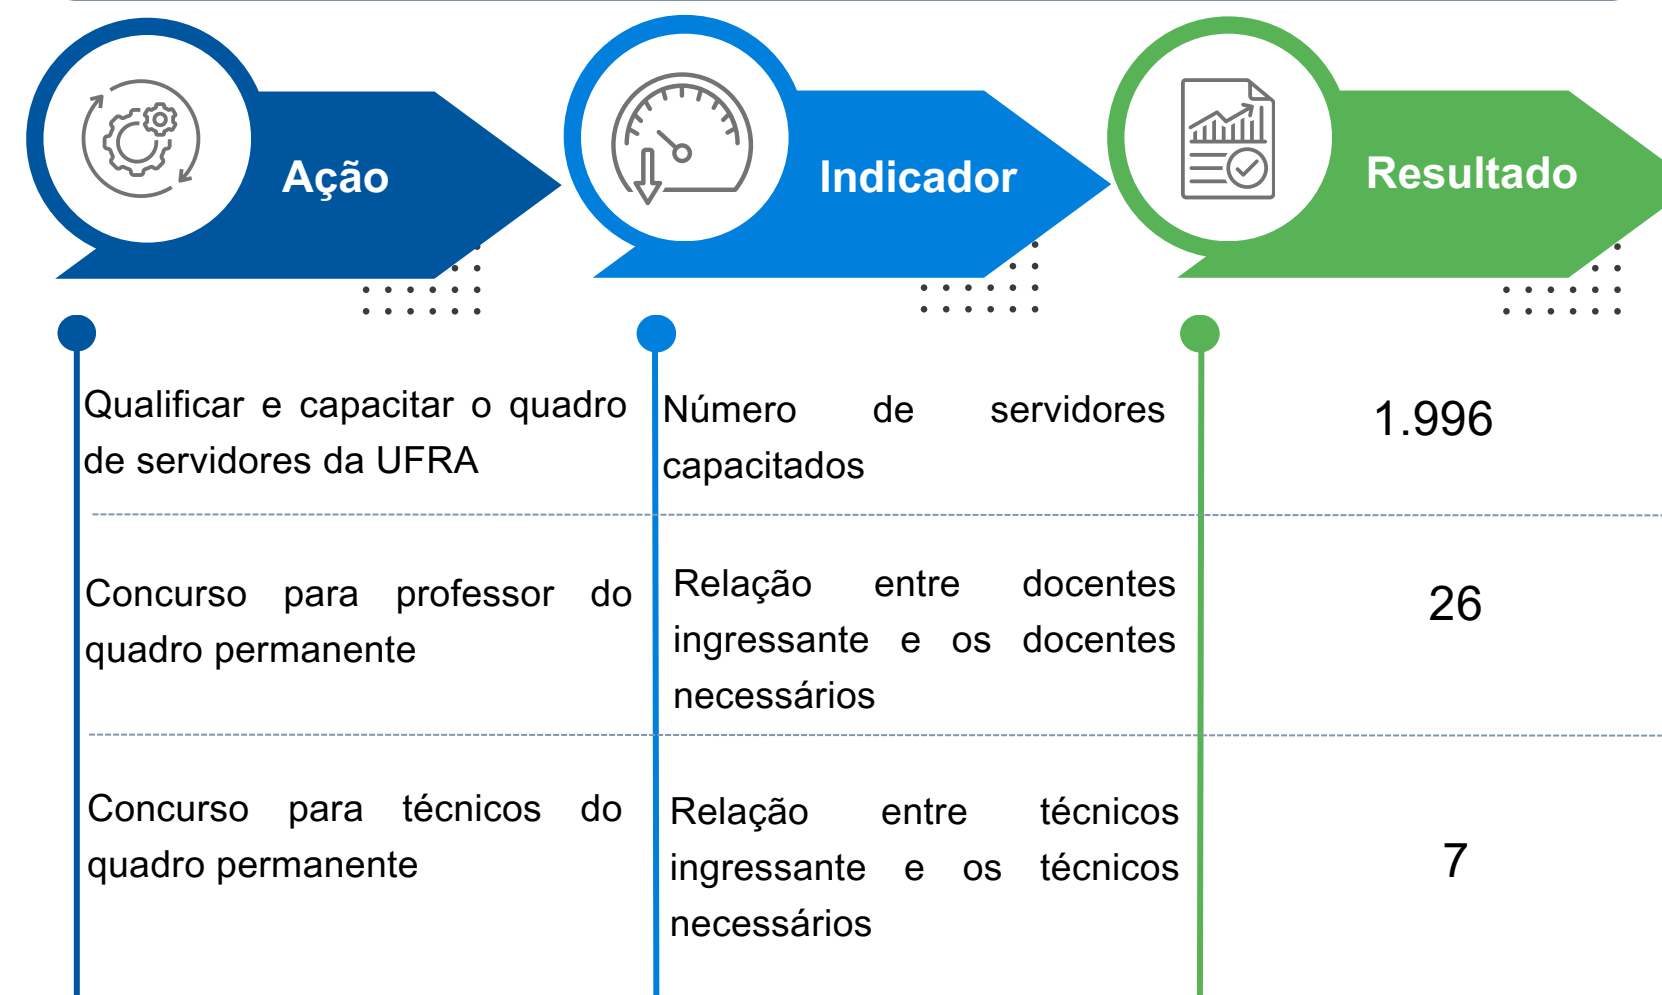 Ação
Indicador
Resultado
Qualificar e capacitar o quadro
de servidores da UFRA
Número de servidores
capacitados
1.996
Concurso para professor do
quadro permanente
Relação entre docentes
ingressante e os docentes
necessários
26
Concurso para técnicos do
quadro permanente
Relação entre técnicos
ingressante e os técnicos
necessários
7